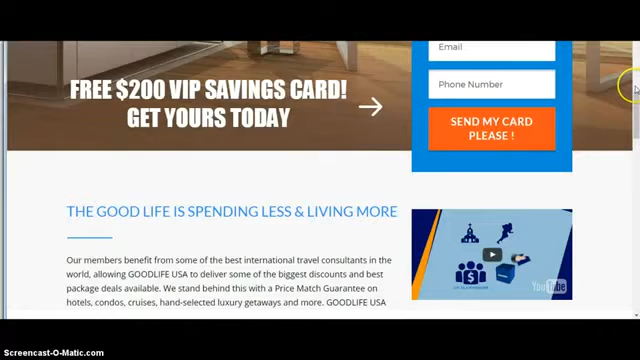 Email
FREE $200 VIP SAVINGS CARD!
GET YOURS TODAY
Phone Number
SEND MY CARD
PLEASE !
THE GOOD LIFE IS SPENDING LESS & LIVING MORE
Our members benefit from some of the best international travel consultants in the
world, allowing GOODLIFE USA to deliver some of the biggest discounts and best
package deals available. We stand behind this with a Price Match Guarantee on
hotels, condos, cruises, hand-selected luxury getaways and more. GOODLIFE USA
YouTube
Screencast-O-Matic.com